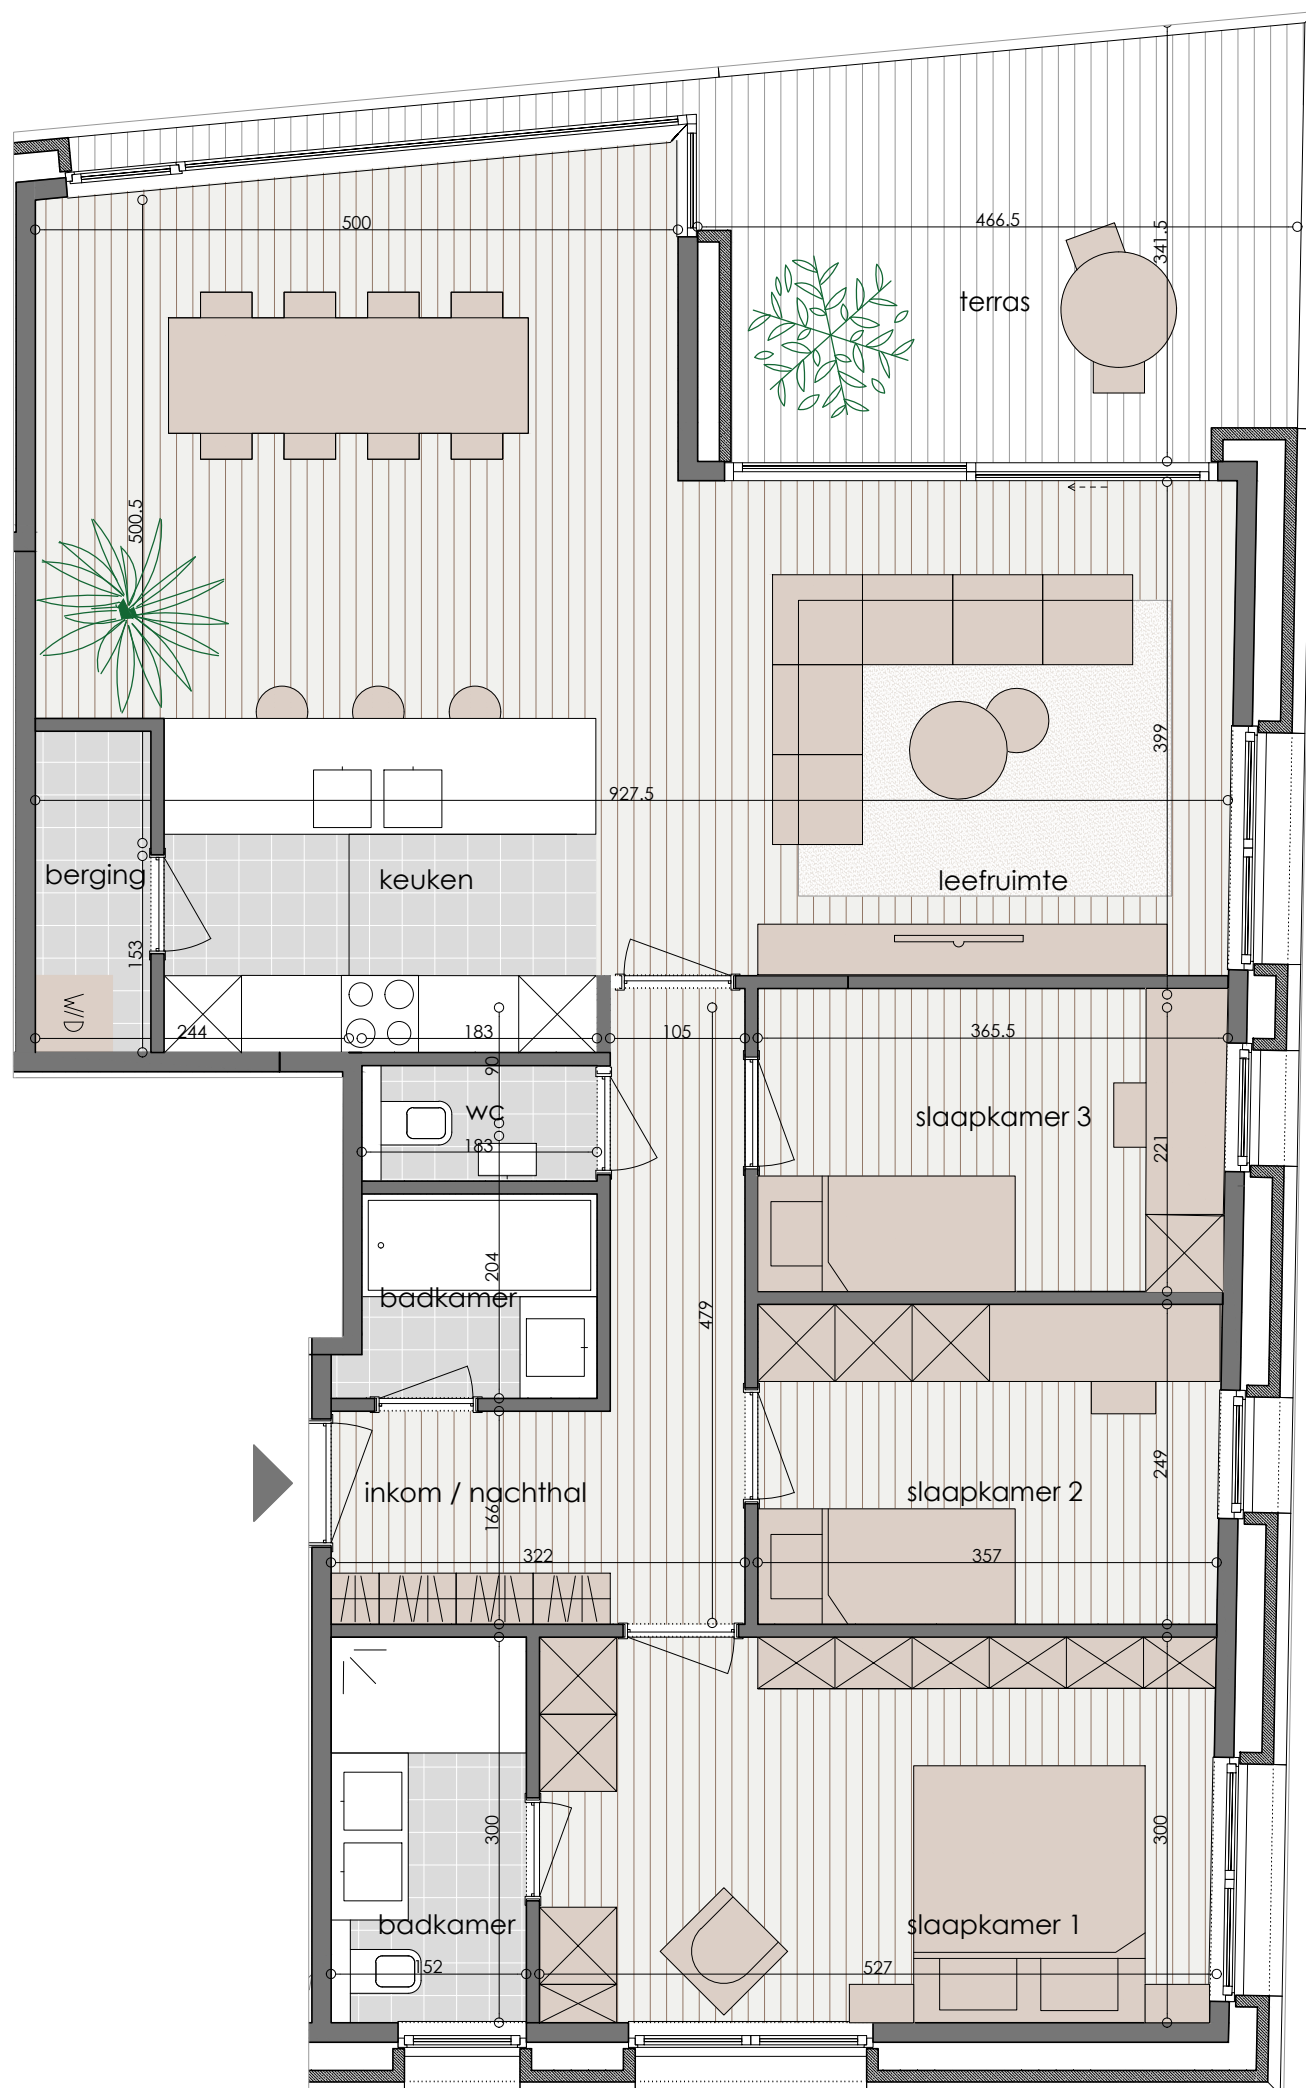 500
466.5
341.5
terras
500.5
399
927.5
berging
keuken
leefruimte
153
W/D
244
183
105
365.5
90
wc
183
slaapkamer 3
221
204
badkamer
479
249
inkom / nachthal
166
slaapkamer 2
322
357
300
300
badkamer
slaapkamer 1
152
527